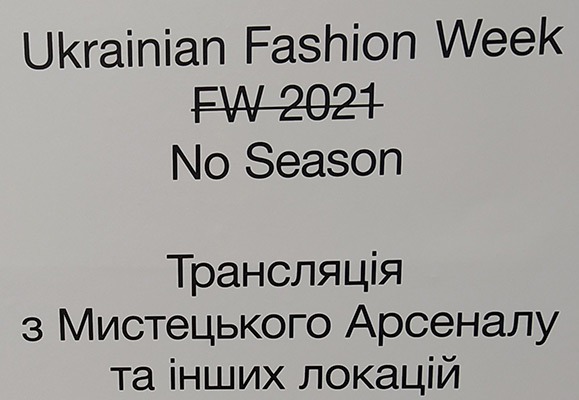 Ukrainian Fashion Week
FW 2021
No Season
Трансляція
з Мистецького Арсеналу
та інших локацій